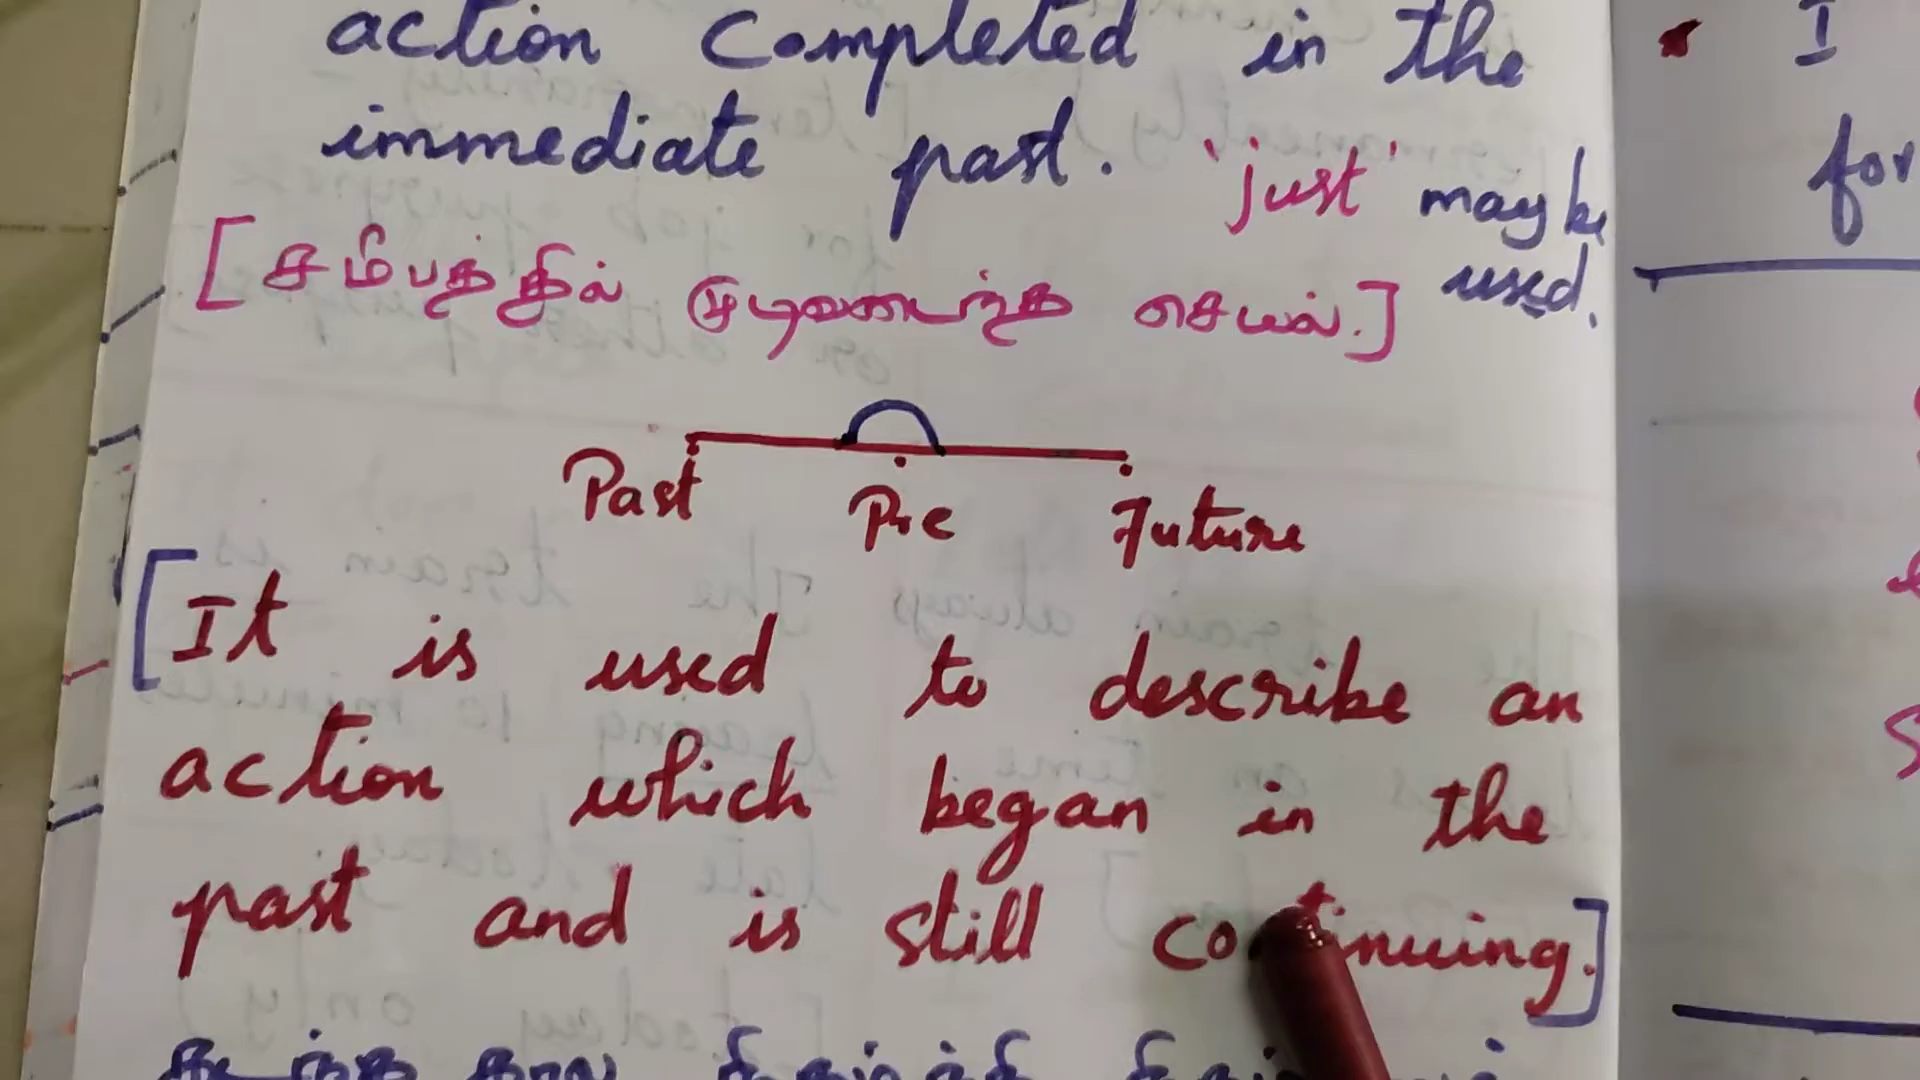 action completed in the
immediate past. 'just' may be
used.
[சமீபத்தில் முடிவடைந்த செயல்.]
Past Pre Future
[It is used to describe an
action which began in the
past and is still continuing.]
I
for